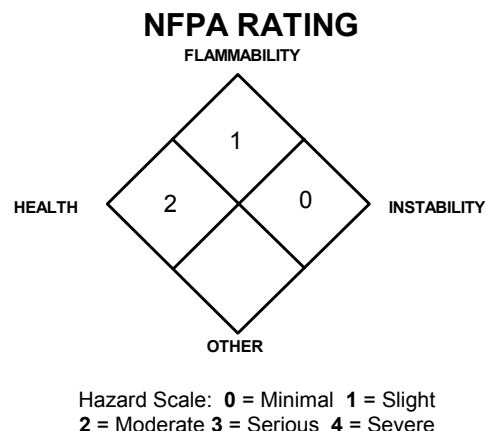 NFPA RATING
FLAMMABILITY
1
HEALTH 2 0 INSTABILITY
OTHER
Hazard Scale: 0 = Minimal 1 = Slight
2 = Moderate 3 = Serious 4 = Severe